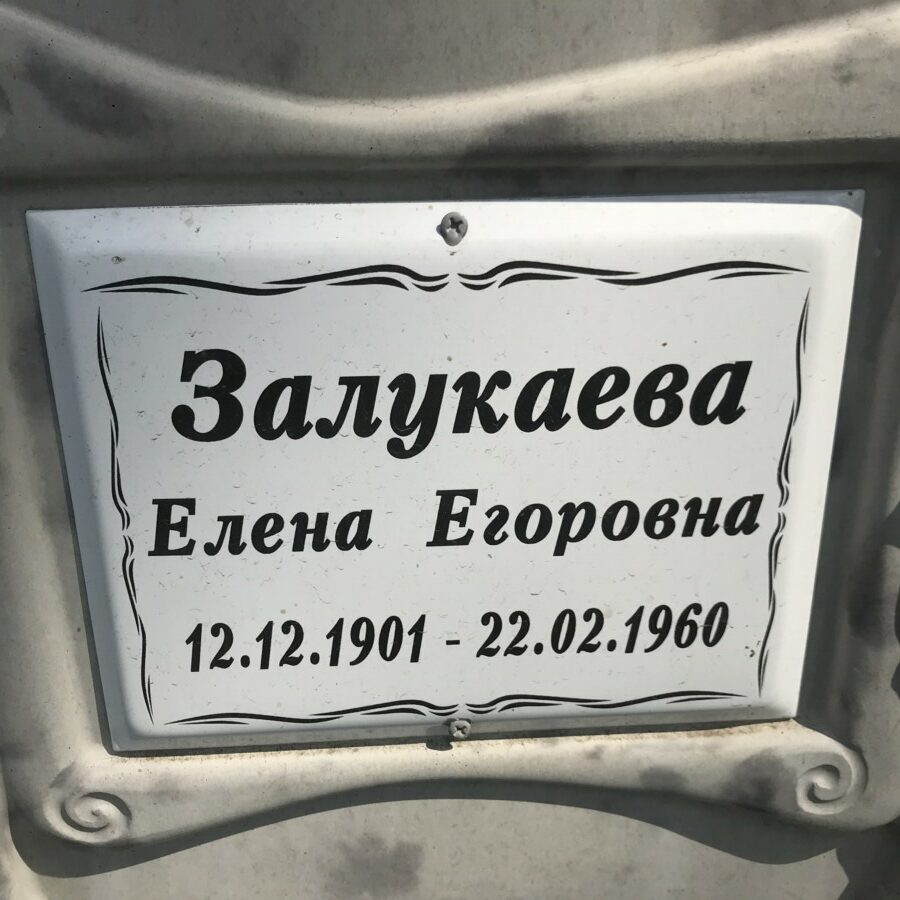 Залукаева
Елена Егоровна
12.12.1901 - 22.02.1960